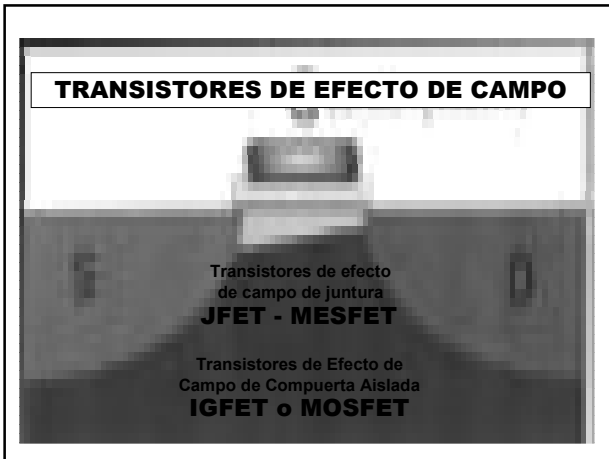 TRANSISTORES DE EFECTO DE CAMPO
S
D
Transistores de efecto
de campo de juntura
JFET - MESFET
Transistores de Efecto de
Campo de Compuerta Aislada
IGFET o MOSFET